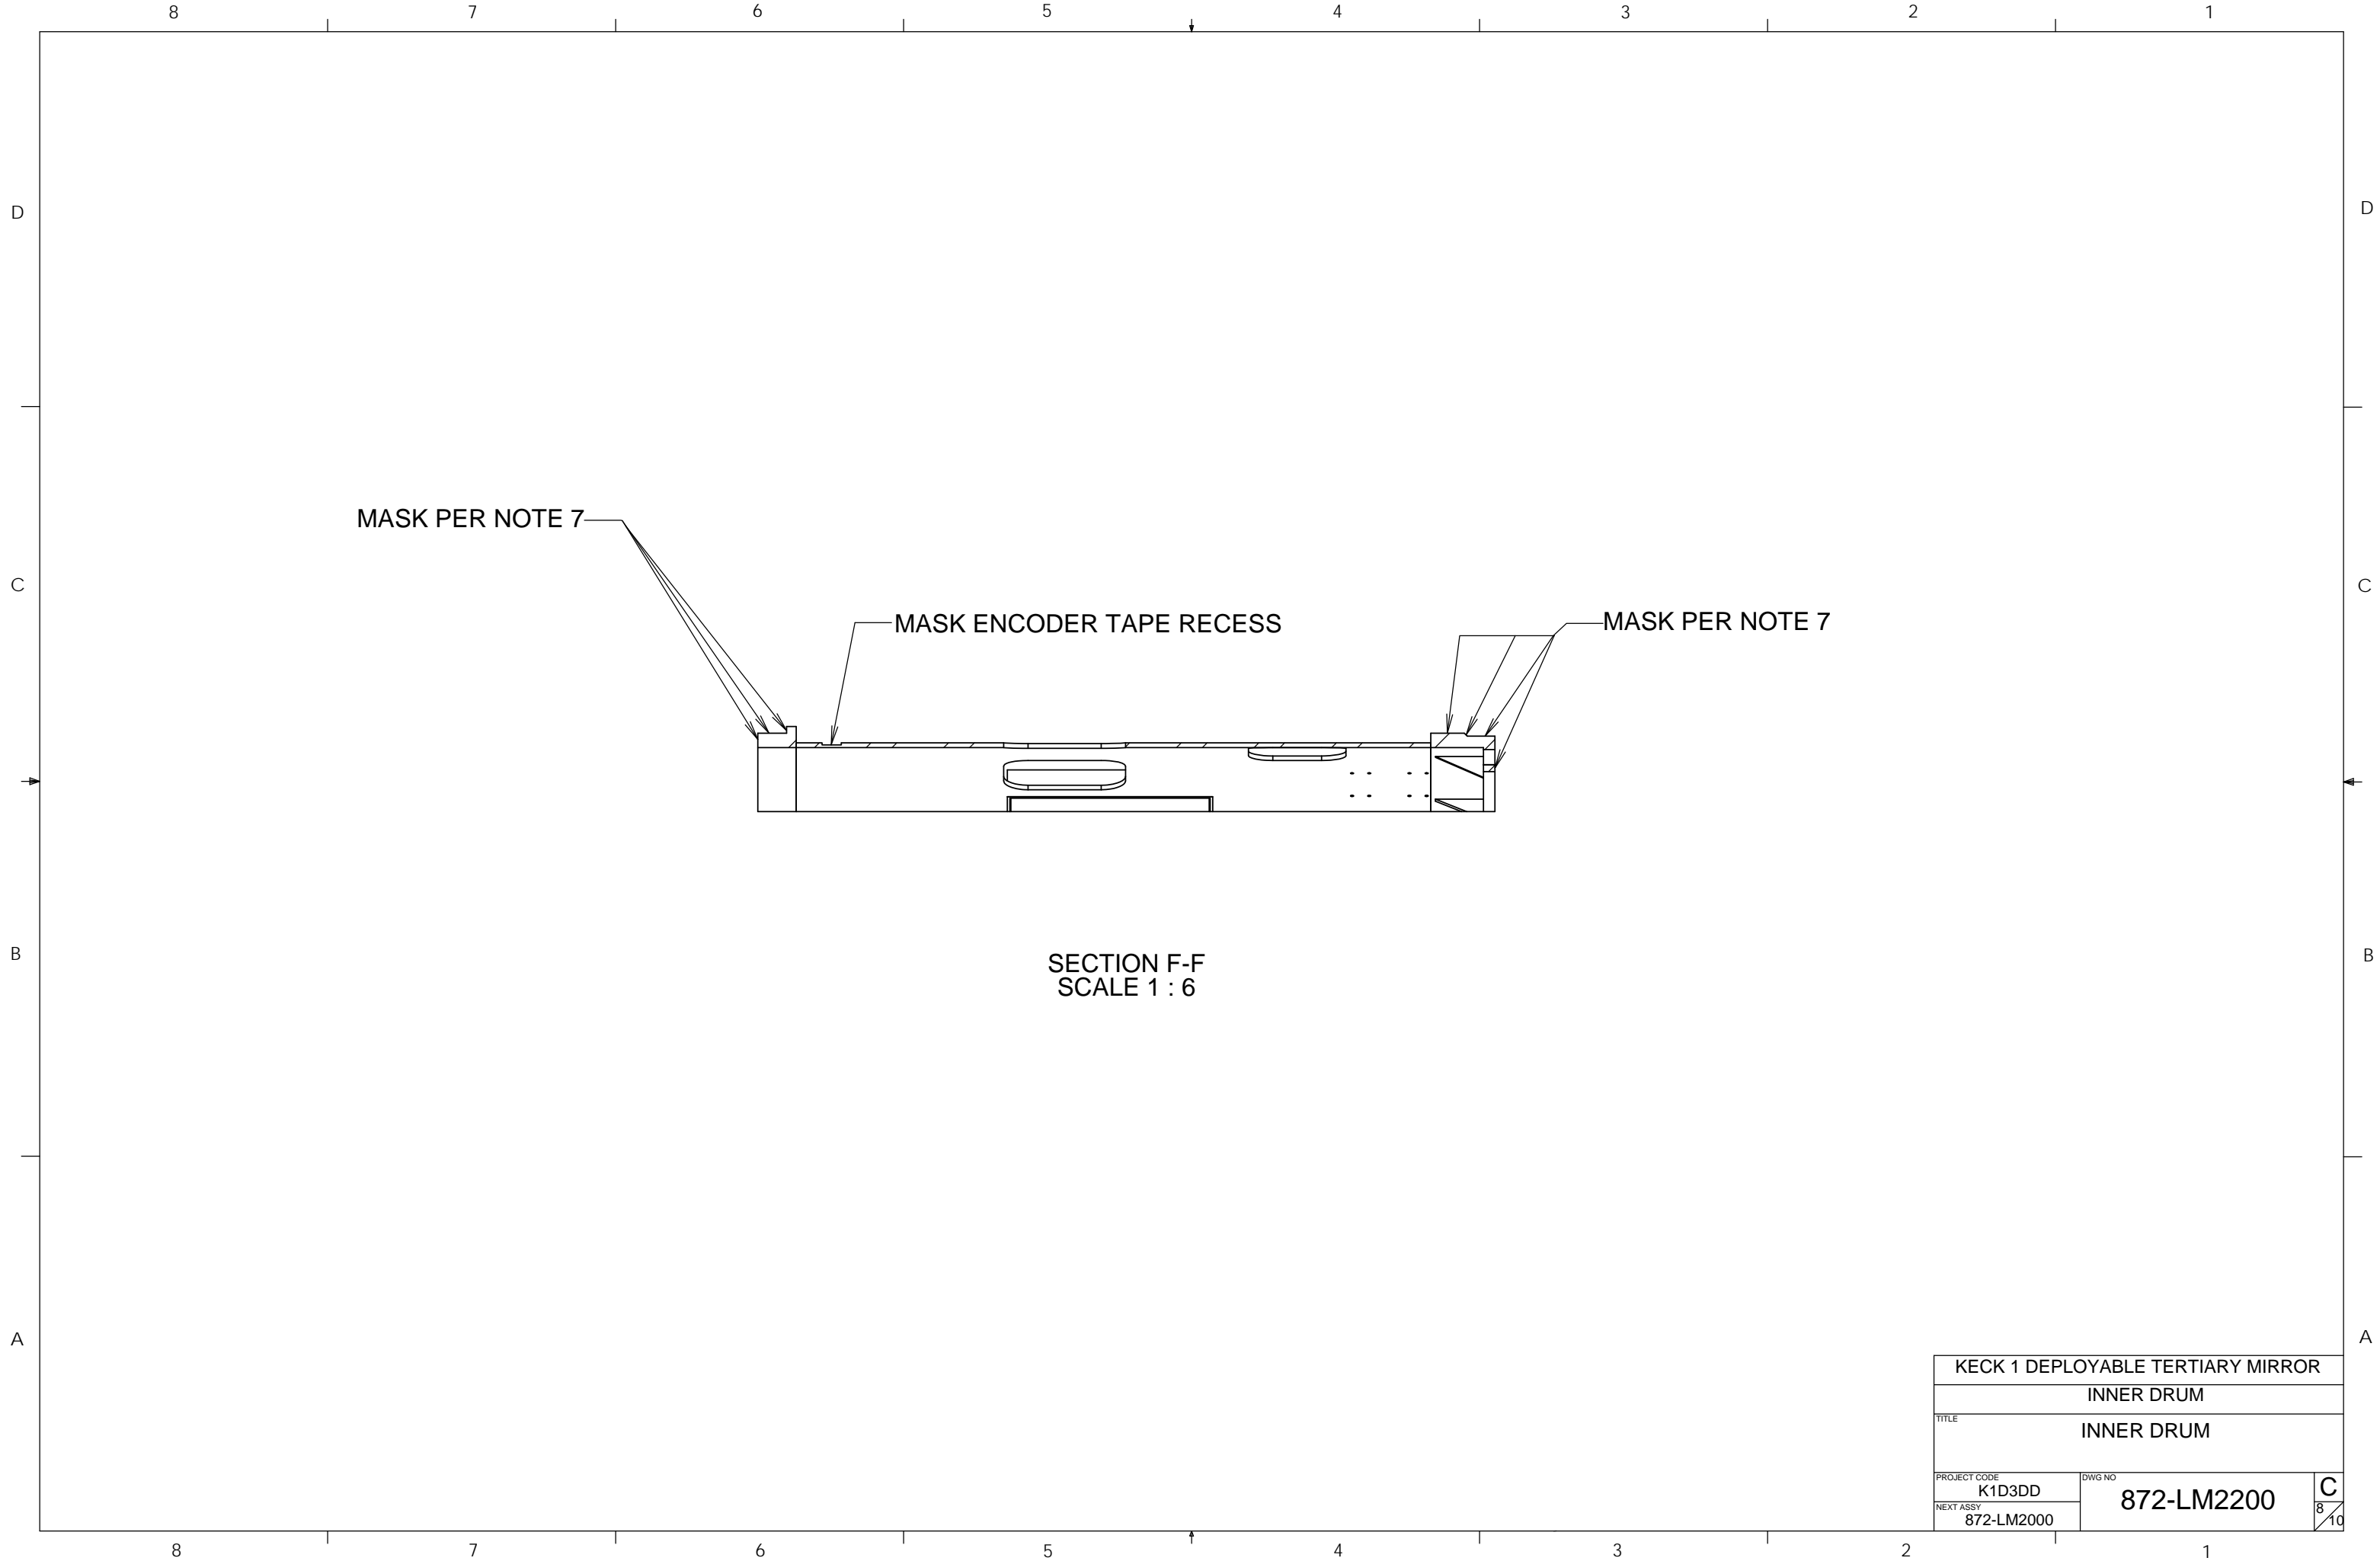 8 7 6 5 4 3 2 1
D D
MASK PER NOTE 7
C C
MASK ENCODER TAPE RECESS MASK PER NOTE 7
B B
SECTION F-F
SCALE 1 : 6
A A
KECK 1 DEPLOYABLE TERTIARY MIRROR
INNER DRUM
TITLE
INNER DRUM
PROJECT CODE
K1D3DD
DWG NO
872-LM2200
C
NEXT ASSY
872-LM2000
8/10
8 7 6 5 4 3 2 1